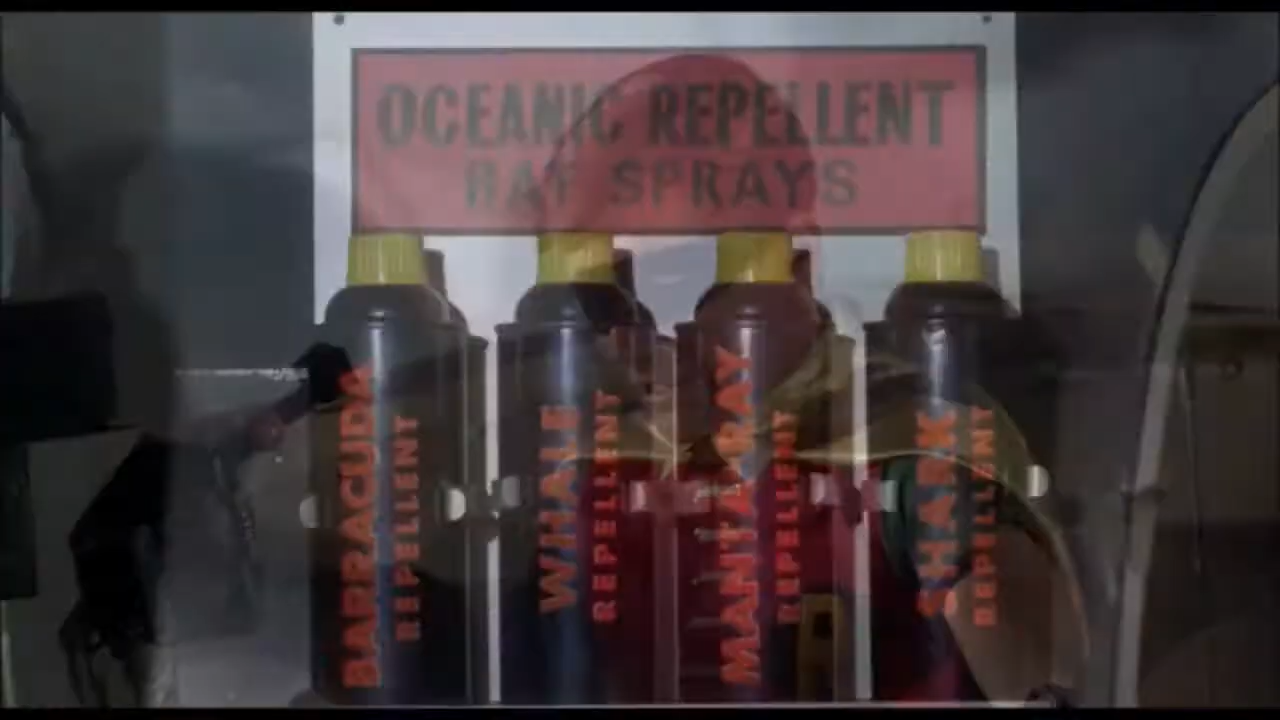 OCEANIC REPELLENT
BAT SPRAYS
BARRACUDA
REPELLENT
WHALE
REPELLENT
MANTA RAY
REPELLENT
SHARK
REPELLENT